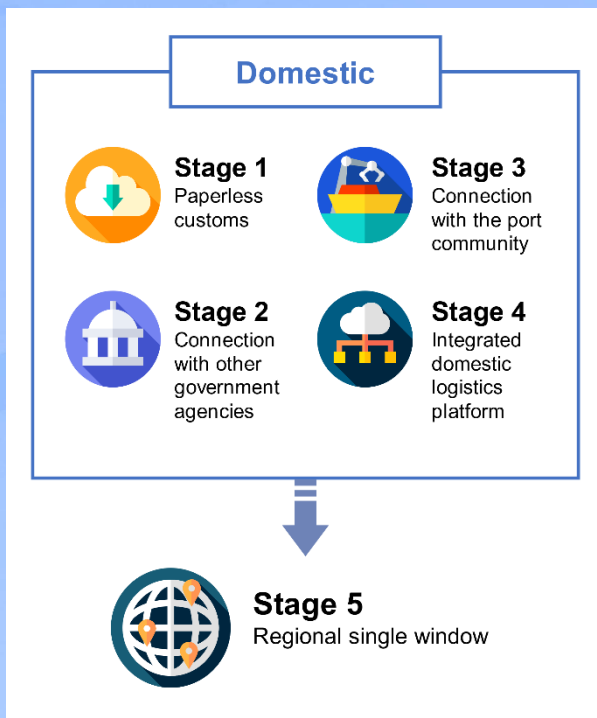 Domestic
Stage 1
Paperless
customs
Stage 2
Connection
with other
government
agencies
Stage 3
Connection
with the port
community
Stage 4
Integrated
domestic
logistics
platform
Stage 5
Regional single window